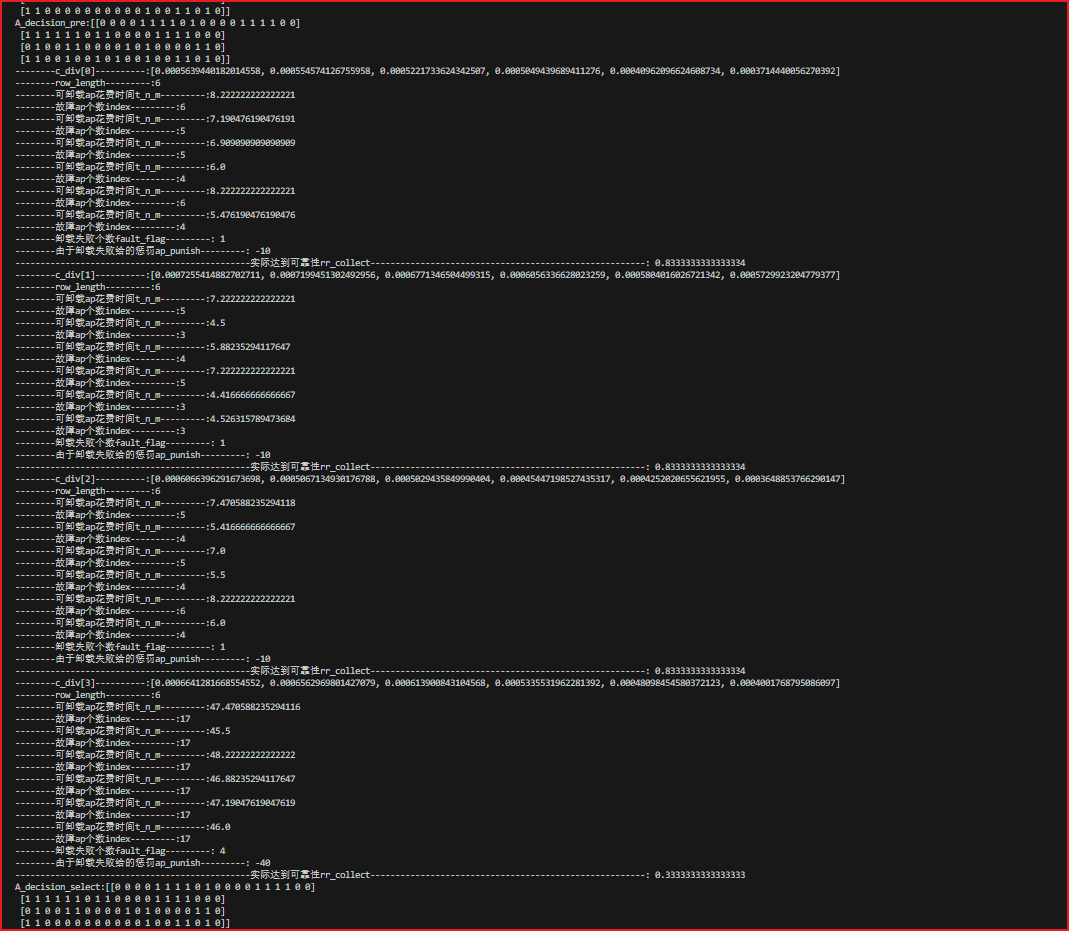 [1 1 0 0 0 0 0 0 0 0 0 1 0 0 1 1 0 1 0]]
A_decision_pre:[[0 0 0 0 1 1 1 1 0 1 0 0 0 0 1 1 1 1 0 0]
[1 1 1 1 1 1 0 1 1 0 0 0 0 1 1 1 1 0 0 0]
[0 1 0 0 1 1 0 0 0 0 1 0 1 0 0 0 0 1 1 0]
[1 1 0 0 1 0 0 1 0 1 0 0 1 0 0 1 1 0 1 0]]
--------c_div[0]----------:[0.0005639440182014558, 0.000554574126755958, 0.0005221733624342507, 0.0005049439689411276, 0.00040962096624608734, 0.0003714440056270392]
--------row_length---------:6
--------可卸载ap花费时间t_n_m---------:8.222222222222221
--------故障ap个数index---------:6
--------可卸载ap花费时间t_n_m---------:7.190476190476191
--------故障ap个数index---------:5
--------可卸载ap花费时间t_n_m---------:6.909090909090909
--------故障ap个数index---------:5
--------可卸载ap花费时间t_n_m---------:6.0
--------故障ap个数index---------:4
--------可卸载ap花费时间t_n_m---------:8.222222222222221
--------故障ap个数index---------:6
--------可卸载ap花费时间t_n_m---------:5.476190476190476
--------故障ap个数index---------:4
--------卸载失败个数fault_flag---------: 1
--------由于卸载失败给的惩罚ap_punish---------: -10
-----------------------------------------------实际达到可靠性rr_collect-------------------------------------------------------: 0.8333333333333334
--------c_div[1]----------:[0.0007255414882702711, 0.0007199451302492956, 0.0006771346504499315, 0.0006056336628023259, 0.0005804016026721342, 0.0005729923204779377]
--------row_length---------:6
--------可卸载ap花费时间t_n_m---------:7.222222222222221
--------故障ap个数index---------:5
--------可卸载ap花费时间t_n_m---------:4.5
--------故障ap个数index---------:3
--------可卸载ap花费时间t_n_m---------:5.88235294117647
--------故障ap个数index---------:4
--------可卸载ap花费时间t_n_m---------:7.222222222222221
--------故障ap个数index---------:5
--------可卸载ap花费时间t_n_m---------:4.416666666666667
--------故障ap个数index---------:3
--------可卸载ap花费时间t_n_m---------:4.526315789473684
--------故障ap个数index---------:3
--------卸载失败个数fault_flag---------: 1
--------由于卸载失败给的惩罚ap_punish---------: -10
-----------------------------------------------实际达到可靠性rr_collect-------------------------------------------------------: 0.8333333333333334
--------c_div[2]----------:[0.0006066396291673698, 0.0005067134930176788, 0.0005029435849990404, 0.00045447198527435317, 0.0004252020655621955, 0.0003648853766290147]
--------row_length---------:6
--------可卸载ap花费时间t_n_m---------:7.470588235294118
--------故障ap个数index---------:5
--------可卸载ap花费时间t_n_m---------:5.416666666666667
--------故障ap个数index---------:4
--------可卸载ap花费时间t_n_m---------:7.0
--------故障ap个数index---------:5
--------可卸载ap花费时间t_n_m---------:5.5
--------故障ap个数index---------:4
--------可卸载ap花费时间t_n_m---------:8.222222222222221
--------故障ap个数index---------:6
--------可卸载ap花费时间t_n_m---------:6.0
--------故障ap个数index---------:4
--------卸载失败个数fault_flag---------: 1
--------由于卸载失败给的惩罚ap_punish---------: -10
-----------------------------------------------实际达到可靠性rr_collect-------------------------------------------------------: 0.8333333333333334
--------c_div[3]----------:[0.0006641281668554552, 0.0006562969801427079, 0.000613900843104568, 0.0005335531962281392, 0.00048098454580372123, 0.0004001768795086097]
--------row_length---------:6
--------可卸载ap花费时间t_n_m---------:47.470588235294116
--------故障ap个数index---------:17
--------可卸载ap花费时间t_n_m---------:45.5
--------故障ap个数index---------:17
--------可卸载ap花费时间t_n_m---------:48.22222222222222
--------故障ap个数index---------:17
--------可卸载ap花费时间t_n_m---------:46.88235294117647
--------故障ap个数index---------:17
--------可卸载ap花费时间t_n_m---------:47.19047619047619
--------故障ap个数index---------:17
--------可卸载ap花费时间t_n_m---------:46.0
--------故障ap个数index---------:17
--------卸载失败个数fault_flag---------: 4
--------由于卸载失败给的惩罚ap_punish---------: -40
-----------------------------------------------实际达到可靠性rr_collect-------------------------------------------------------: 0.3333333333333333
A_decision_select:[[0 0 0 0 1 1 1 1 0 1 0 0 0 0 1 1 1 1 0 0]
[1 1 1 1 1 1 0 1 1 0 0 0 0 1 1 1 1 0 0 0]
[0 1 0 0 1 1 0 0 0 0 1 0 1 0 0 0 0 1 1 0]
[1 1 0 0 0 0 0 0 0 0 0 0 1 0 0 1 1 0 1 0]]